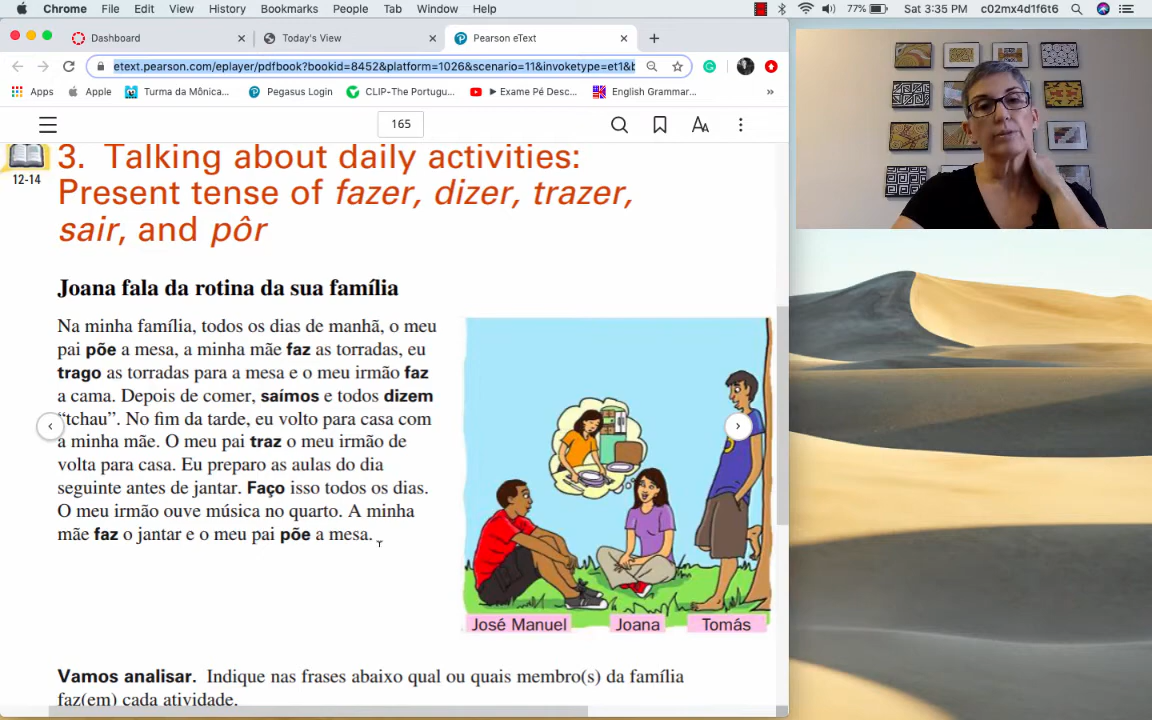 Chrome File Edit View History Bookmarks People Tab Window Help 77% Sat 3:35 PM c02mx4d1f6t6
Dashboard Today's View Pearson eText
etext.pearson.com/eplayer/pdfbook?bookid=8452&platform=1026&scenario=11&invoketype=et1&b
Apps Apple Turma da Mônica... Pegasus Login CLIP-The Portugu... ► Exame Pé Desc... English Grammar... »
165
12-14
3. Talking about daily activities:
Present tense of fazer, dizer, trazer,
sair, and pôr
Joana fala da rotina da sua família
Na minha família, todos os dias de manhã, o meu
pai põe a mesa, a minha mãe faz as torradas, eu
trago as torradas para a mesa e o meu irmão faz
a cama. Depois de comer, saímos e todos dizem
“tchau”. No fim da tarde, eu volto para casa com
a minha mãe. O meu pai traz o meu irmão de
volta para casa. Eu preparo as aulas do dia
seguinte antes de jantar. Faço isso todos os dias.
O meu irmão ouve música no quarto. A minha
mãe faz o jantar e o meu pai põe a mesa.
José Manuel Joana Tomás
Vamos analisar. Indique nas frases abaixo qual ou quais membro(s) da família
faz(em) cada atividade.